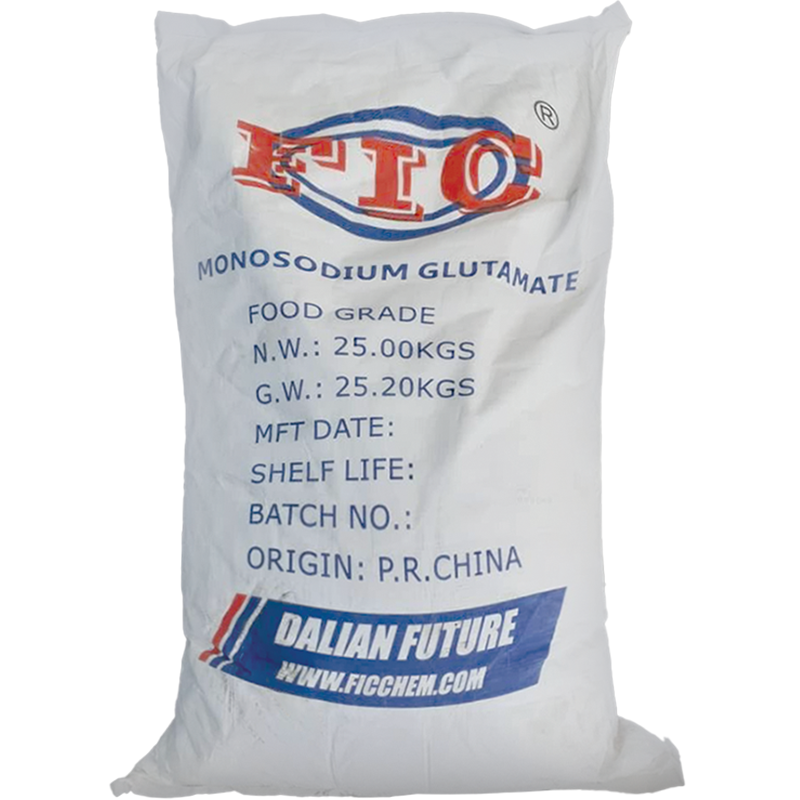 FIC ®
MONOSODIUM GLUTAMATE
FOOD GRADE
N.W.: 25.00KGS
G.W.: 25.20KGS
MFT DATE:
SHELF LIFE:
BATCH NO.:
ORIGIN: P.R.CHINA
DALIAN FUTURE
WWW.FICCHEM.COM